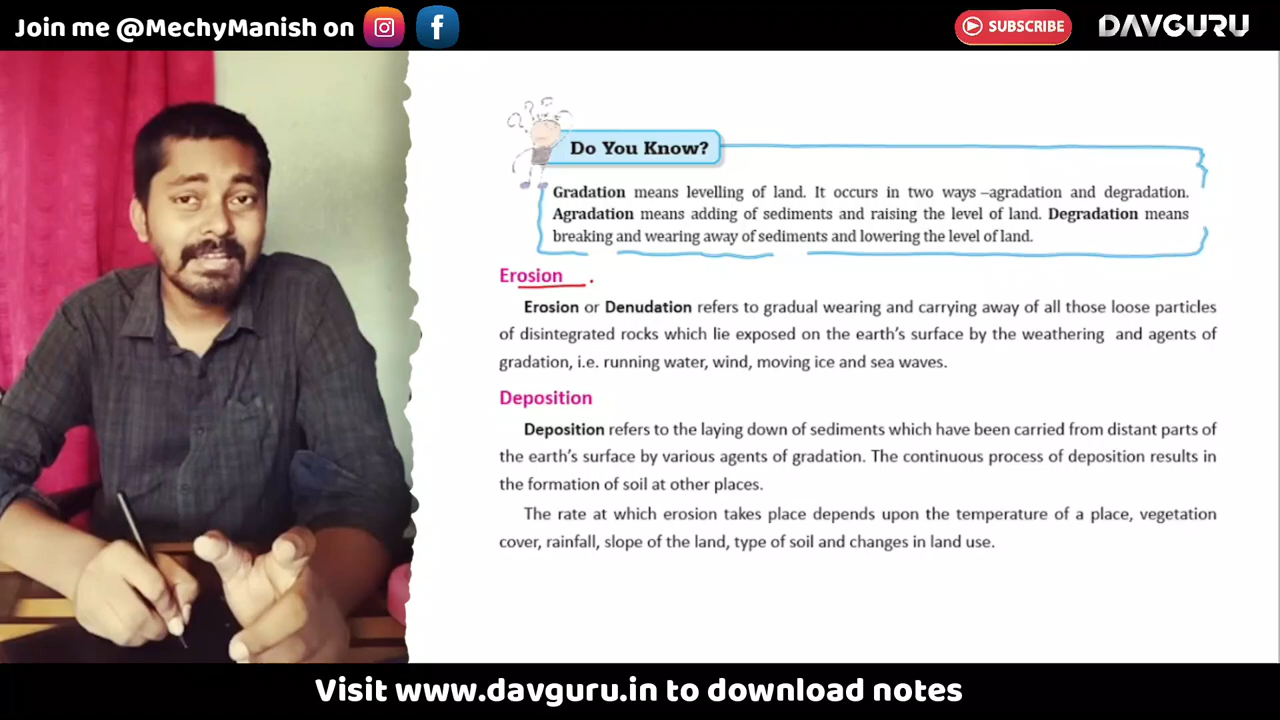 Join me @MechyManish on
SUBSCRIBE
DAVGURU
Do You Know?
Gradation means levelling of land. It occurs in two ways –agradation and degradation.
Agradation means adding of sediments and raising the level of land. Degradation means
breaking and wearing away of sediments and lowering the level of land.
Erosion
Erosion or Denudation refers to gradual wearing and carrying away of all those loose particles
of disintegrated rocks which lie exposed on the earth's surface by the weathering and agents of
gradation, i.e. running water, wind, moving ice and sea waves.
Deposition
Deposition refers to the laying down of sediments which have been carried from distant parts of
the earth's surface by various agents of gradation. The continuous process of deposition results in
the formation of soil at other places.
The rate at which erosion takes place depends upon the temperature of a place, vegetation
cover, rainfall, slope of the land, type of soil and changes in land use.
Visit www.davguru.in to download notes